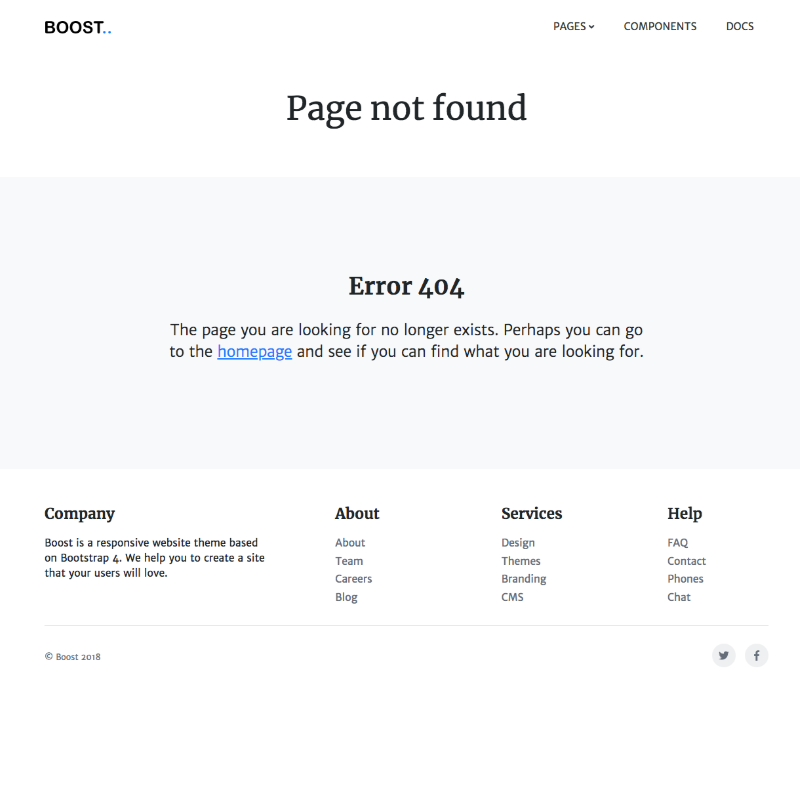 BOOST..
PAGES
COMPONENTS
DOCS
Page not found
Error 404
The page you are looking for no longer exists. Perhaps you can go
to the homepage and see if you can find what you are looking for.
Company
Boost is a responsive website theme based
on Bootstrap 4. We help you to create a site
that your users will love.
About
About
Team
Careers
Blog
Services
Design
Themes
Branding
CMS
Help
FAQ
Contact
Phones
Chat
© Boost 2018